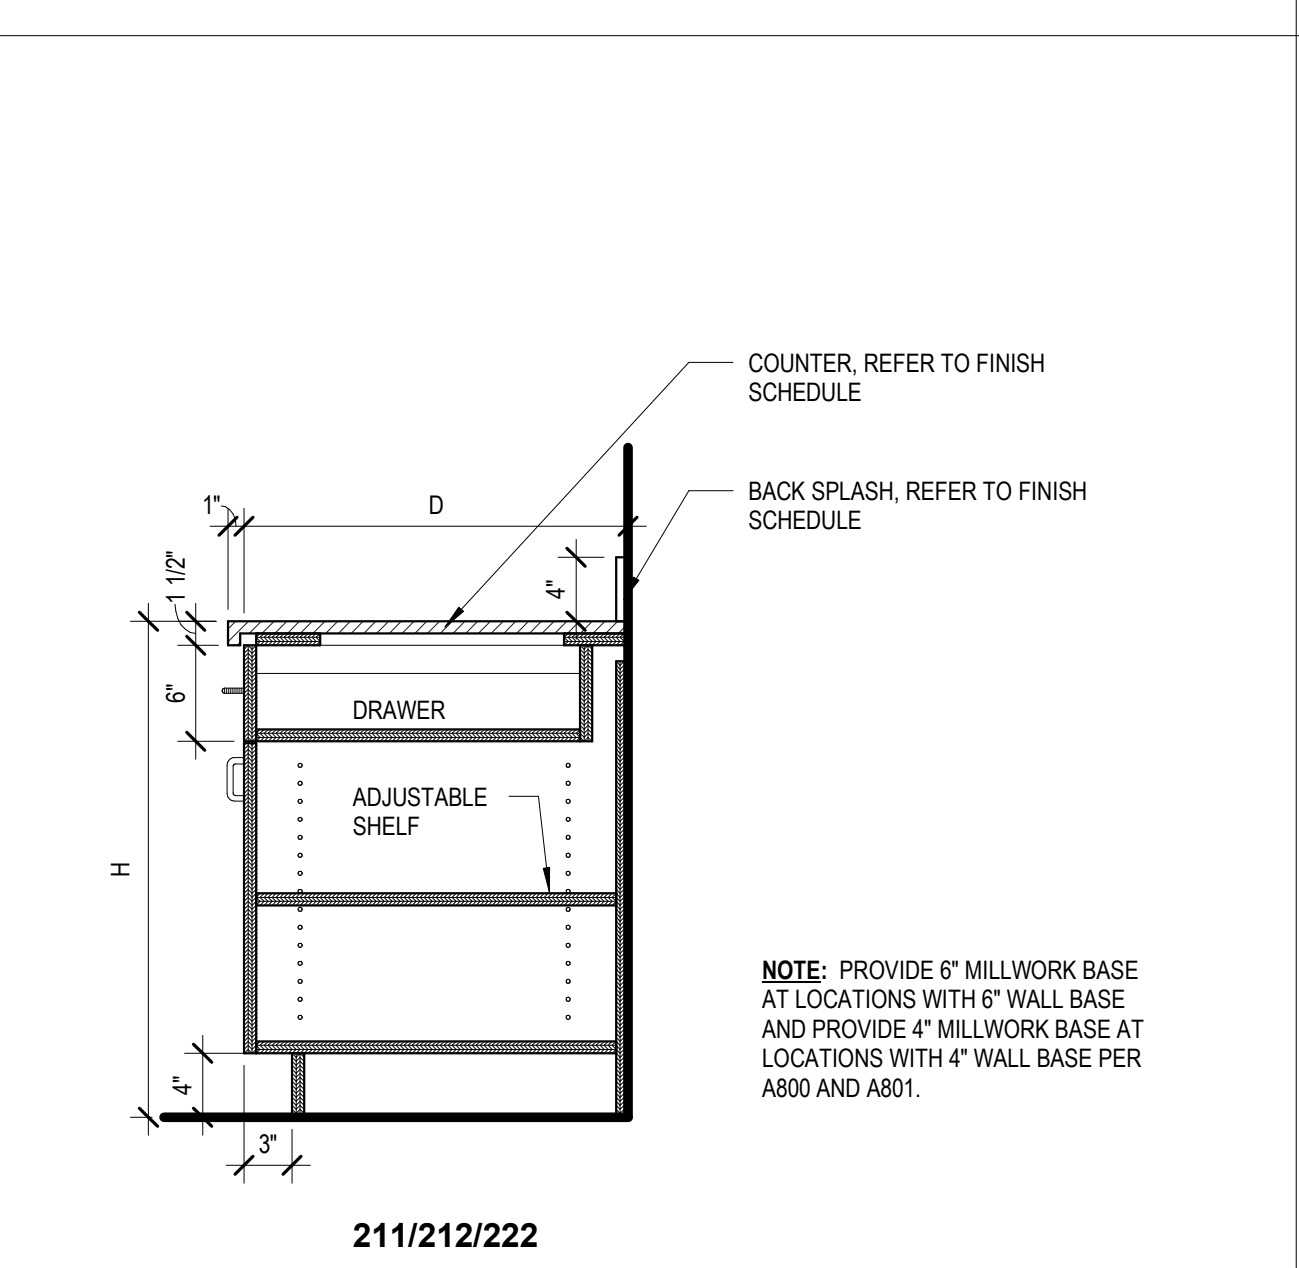 COUNTER, REFER TO FINISH
SCHEDULE
BACK SPLASH, REFER TO FINISH
SCHEDULE
1"
D
1 1/2"
4"
6"
DRAWER
ADJUSTABLE
SHELF
H
NOTE: PROVIDE 6" MILLWORK BASE
AT LOCATIONS WITH 6" WALL BASE
AND PROVIDE 4" MILLWORK BASE AT
LOCATIONS WITH 4" WALL BASE PER
A800 AND A801.
4"
3"
211/212/222